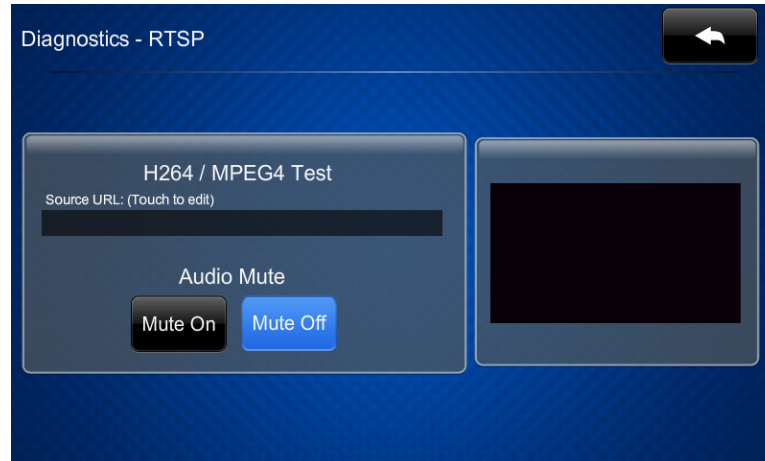 Diagnostics - RTSP
H264 / MPEG4 Test
Source URL: (Touch to edit)
Audio Mute
Mute On
Mute Off